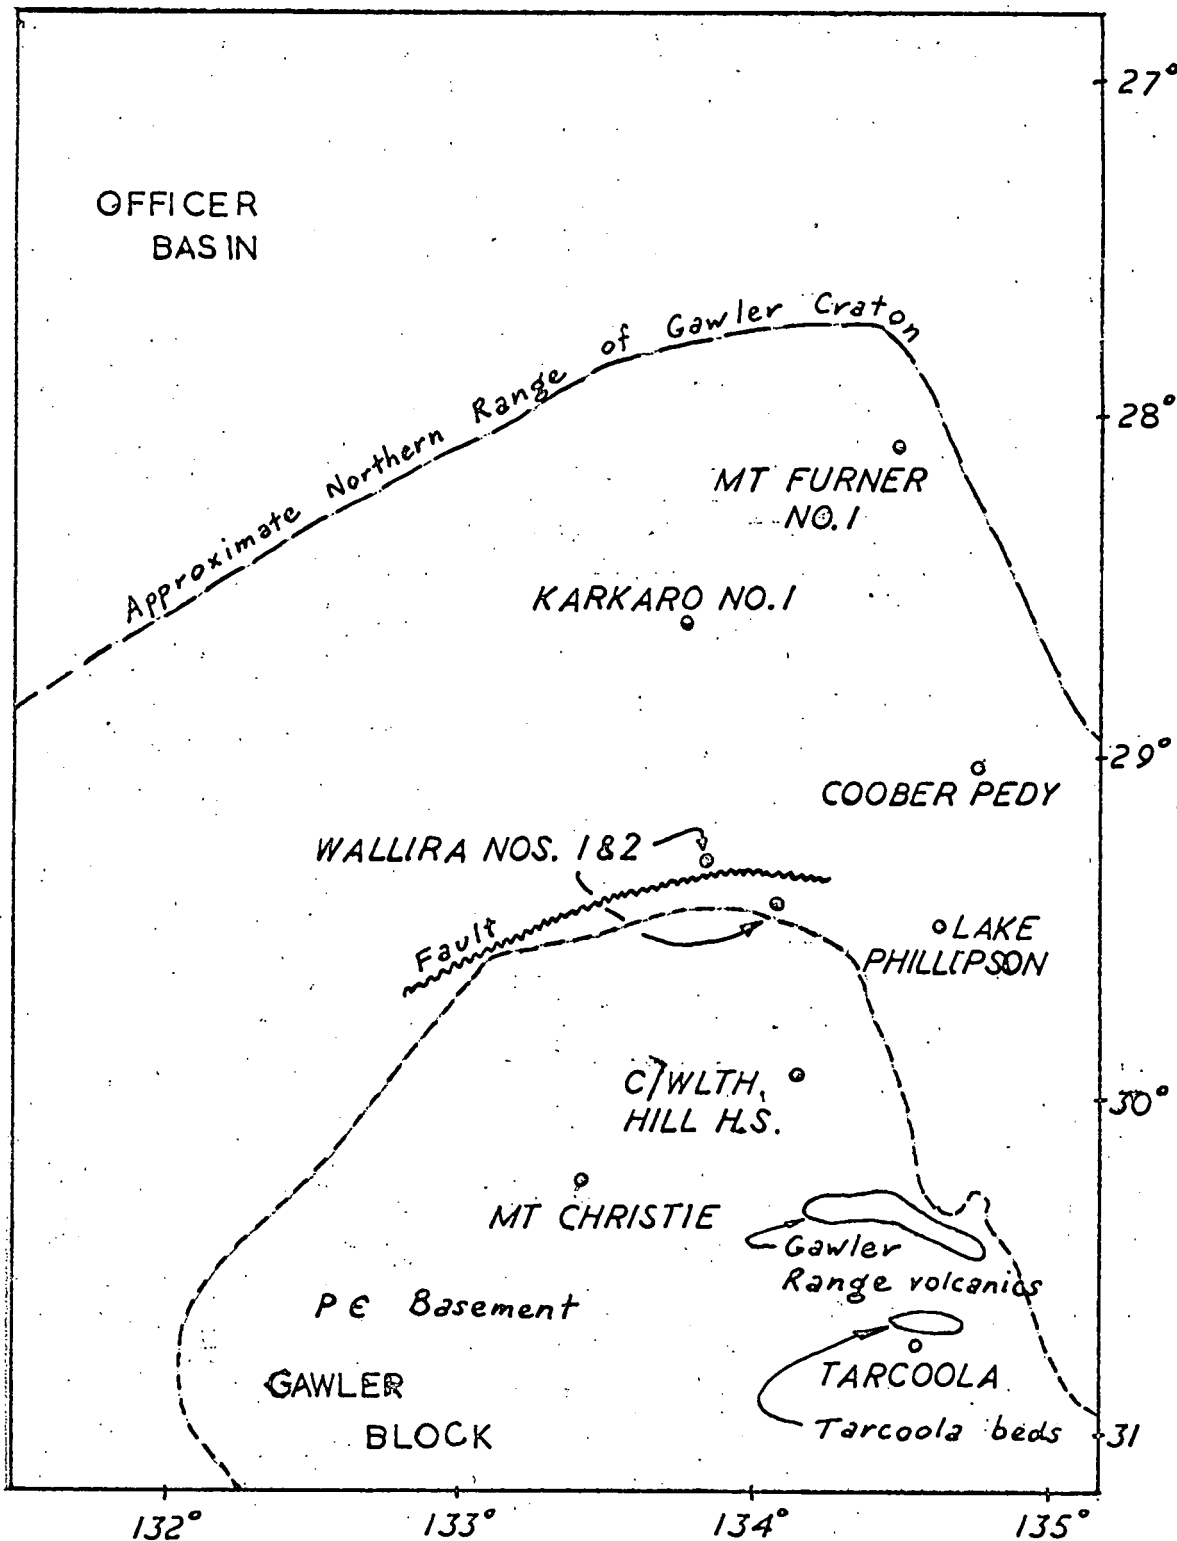 27°
OFFICER
BASIN
Approximate Northern Range of Gawler Craton
28°
MT FURNER
NO. 1
KARKARO NO. 1
29°
COOBER PEDY
WALLIRA NOS. 1 & 2
Fault
LAKE
PHILLIPSON
C/WLTH,
HILL H.S.
30°
MT CHRISTIE
Gawler
Range volcanics
P Є Basement
TARCOOLA
GAWLER
BLOCK
Tarcoola beds
31
132°
133°
134°
135°